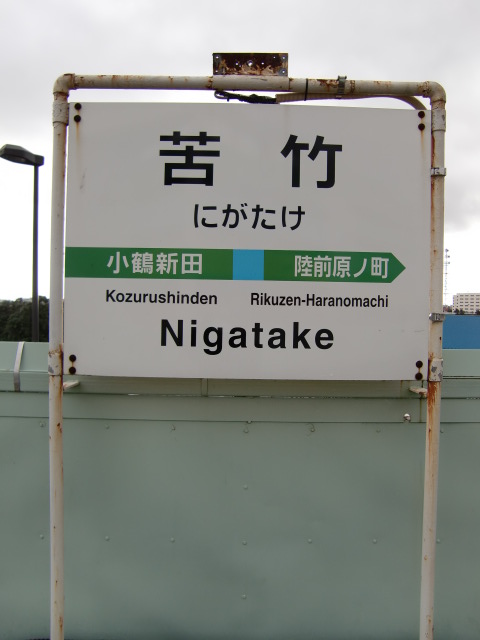 苦竹
にがたけ
小鶴新田 陸前原ノ町
Kozurushinden Rikuzen-Haranomachi
Nigatake